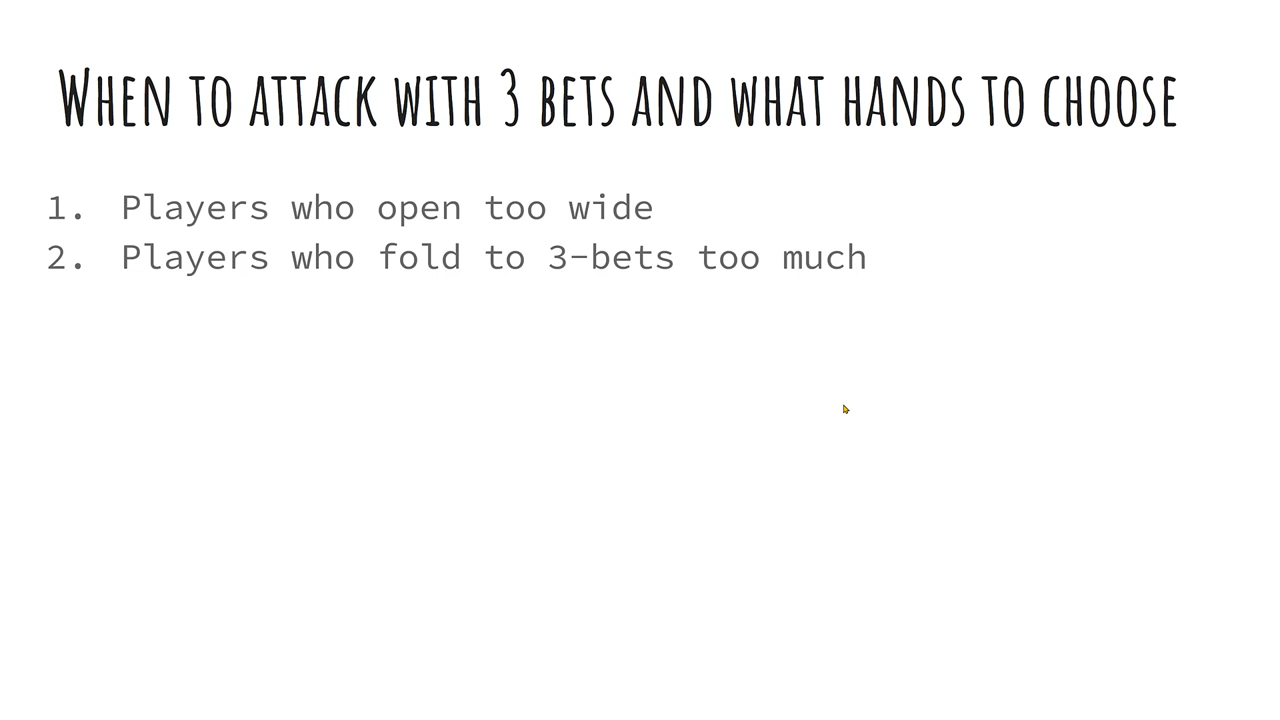 When to attack with 3 bets and what hands to choose
1. Players who open too wide
2. Players who fold to 3-bets too much